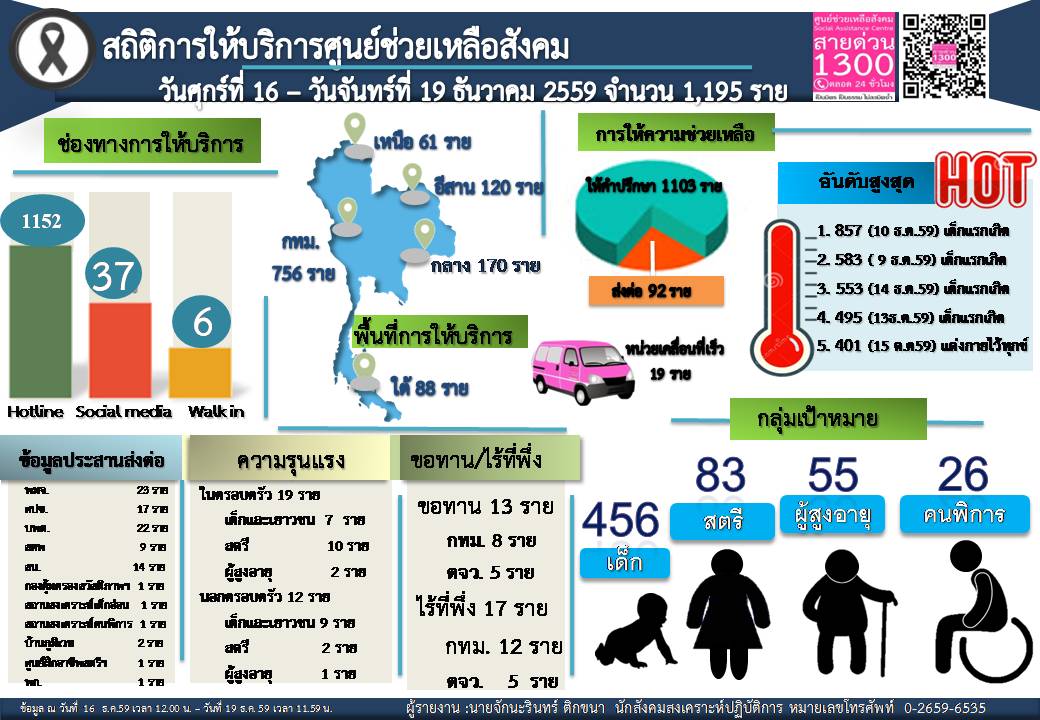 สถิติการให้บริการศูนย์ช่วยเหลือสังคม
วันศุกร์ที่ 16 – วันจันทร์ที่ 19 ธันวาคม 2559 จำนวน 1,195 ราย
ศูนย์ช่วยเหลือสังคม
Social Assistance Centre
สายด่วน
1300
ตลอด 24 ชั่วโมง
1300
ช่องทางการให้บริการ
1152
37
6
Hotline Social media Walk in
เหนือ 61 ราย
อีสาน 120 ราย
กทม.
756 ราย
กลาง 170 ราย
พื้นที่การให้บริการ
ใต้ 88 ราย
การให้ความช่วยเหลือ
ให้คำปรึกษา 1103 ราย
ส่งต่อ 92 ราย
หน่วยเคลื่อนที่เร็ว
19 ราย
อันดับสูงสุด
HOT
1. 857 (10 ธ.ค.59) เด็กแรกเกิด
2. 583 ( 9 ธ.ค.59) เด็กแรกเกิด
3. 553 (14 ธ.ค.59) เด็กแรกเกิด
4. 495 (13ธ.ค.59) เด็กแรกเกิด
5. 401 (15 ต.ค59) แต่งกายไว้ทุกข์
ข้อมูลประสานส่งต่อ
23 ราย
17 ราย
22 ราย
9 ราย
14 ราย
กองคุ้มครองสวัสดิภาพฯ 1 ราย
สถานสงเคราะห์เด็กอ่อน 1 ราย
สถานสงเคราะห์คนพิการ 1 ราย
บ้านภูมิเวท 2 ราย
ศูนย์ฝึกอาชีพสตรีฯ 1 ราย
1 ราย
ความรุนแรง
ในครอบครัว 19 ราย
เด็กและเยาวชน 7 ราย
สตรี 10 ราย
ผู้สูงอายุ 2 ราย
นอกครอบครัว 12 ราย
เด็กและเยาวชน 9 ราย
สตรี 2 ราย
ผู้สูงอายุ 1 ราย
ขอทาน/ไร้ที่พึ่ง
ขอทาน 13 ราย
กทม. 8 ราย
ตจว. 5 ราย
ไร้ที่พึ่ง 17 ราย
กทม. 12 ราย
ตจว. 5 ราย
กลุ่มเป้าหมาย
456
เด็ก
83
สตรี
55
ผู้สูงอายุ
26
คนพิการ
ข้อมูล ณ วันที่ 16 ธ.ค.59 เวลา 12.00 น. – วันที่ 19 ธ.ค. 59 เวลา 11.59 น.
ผู้รายงาน :นายจักนะรินทร์ ดิกขนา นักสังคมสงเคราะห์ปฏิบัติการ หมายเลขโทรศัพท์ 0-2659-6535